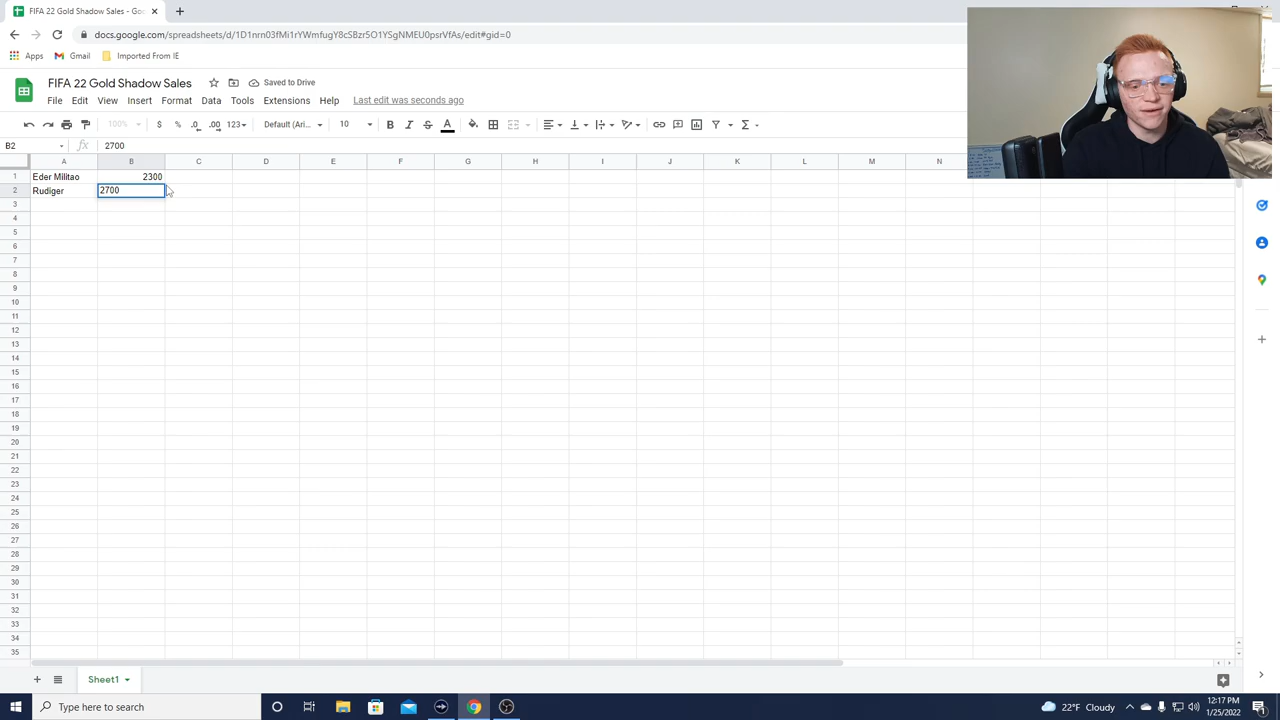 FIFA 22 Gold Shadow Sales - Goo
docs.google.com/spreadsheets/d/1D1nrn03fMi1rYWmfugY8cSBzr5O1YSgNMEU0psrVfAs/edit#gid=0
Apps Gmail Imported From IE
FIFA 22 Gold Shadow Sales Saved to Drive
File Edit View Insert Format Data Tools Extensions Help Last edit was seconds ago
100% $ % .0 .00 123 Default (Ari... 10 B I S A Σ
B2 fx 2700
A B C D E F G H I J K L M N
Eder Militao 2300
2 Rudiger 2700
3
4
5
6
7
8
9
10
11
12
13
14
15
16
17
18
19
20
21
22
23
24
25
26
27
28
29
30
31
32
33
34
35
Sheet1
Type here to search
22°F Cloudy
12:17 PM
1/25/2022